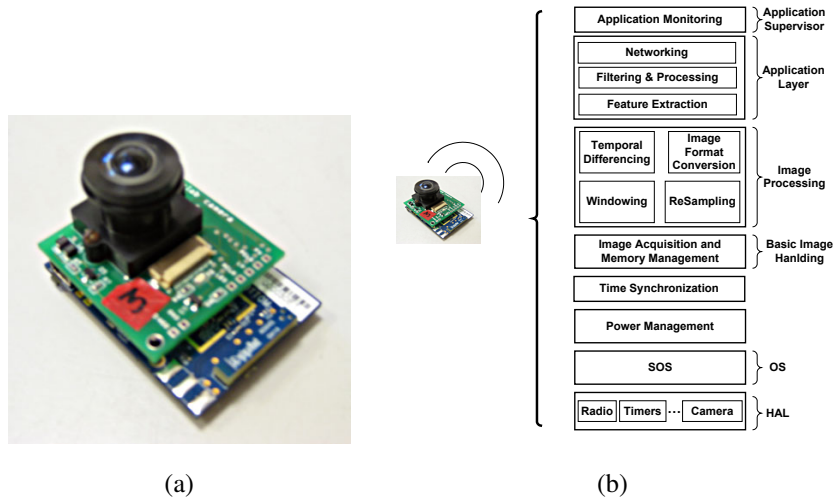 Application Monitoring
Application
Supervisor
Networking
Filtering & Processing
Feature Extraction
Application
Layer
Temporal
Differencing
Image
Format
Conversion
Windowing
ReSampling
Image
Processing
Image Acquisition and
Memory Management
Basic Image
Hanlding
Time Synchronization
Power Management
SOS
OS
Radio
Timers
...
Camera
HAL
camera
(a)
(b)